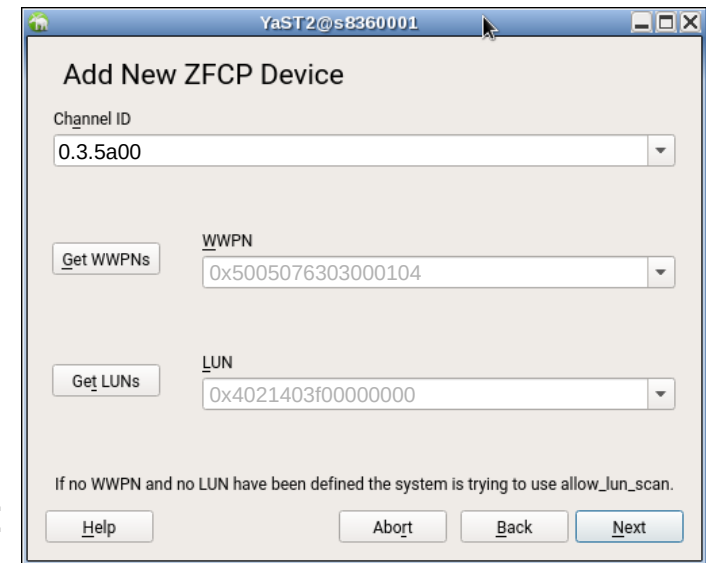 YaST2@s8360001
Add New ZFCP Device
Channel ID
0.3.5a00
WWPN
Get WWPNs
0x5005076303000104
LUN
Get LUNs
0x4021403f00000000
If no WWPN and no LUN have been defined the system is trying to use allow_lun_scan.
Help Abort Back Next